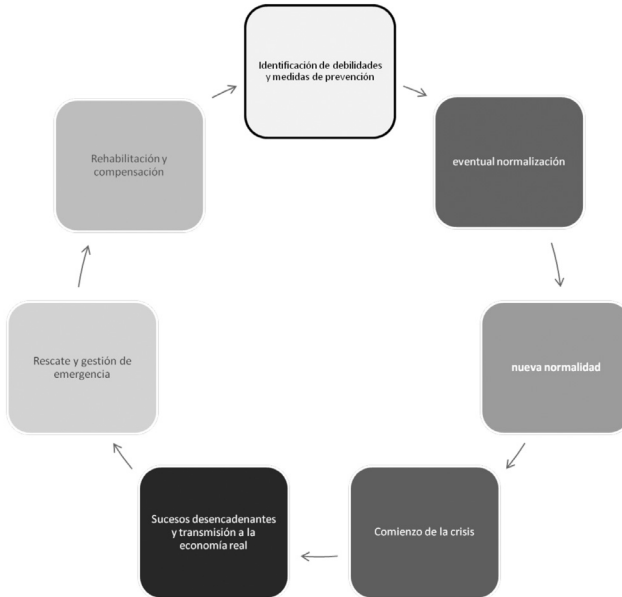 Identificación de debilidades
y medidas de prevención
eventual normalización
nueva normalidad
Comienzo de la crisis
Sucesos desencadenantes
y transmisión a la
economía real
Rescate y gestión de
emergencia
Rehabilitación y
compensación